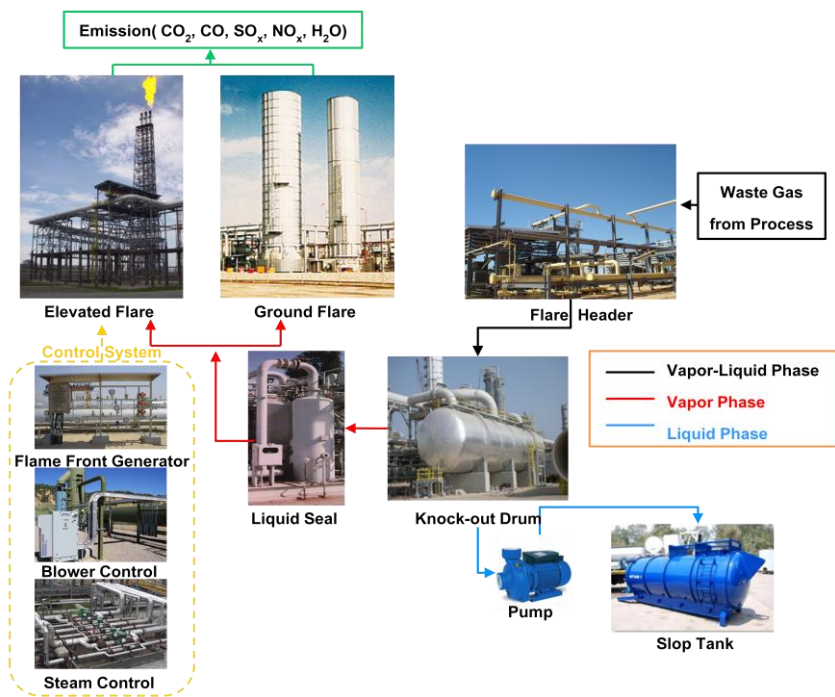 Emission( CO₂, CO, SOₓ, NOₓ, H₂O)
Waste Gas
from Process
Elevated Flare
Ground Flare
Flare Header
Control System
Vapor-Liquid Phase
Vapor Phase
Liquid Phase
Flame Front Generator
Liquid Seal
Knock-out Drum
Blower Control
Pump
Slop Tank
Steam Control